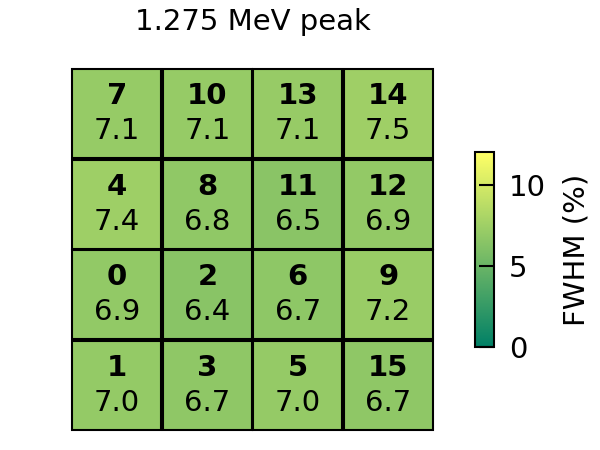 1.275 MeV peak
7 10 13 14
7.1 7.1 7.1 7.5
4 8 11 12
7.4 6.8 6.5 6.9
0 2 6 9
6.9 6.4 6.7 7.2
1 3 5 15
7.0 6.7 7.0 6.7
10
5
0
FWHM (%)